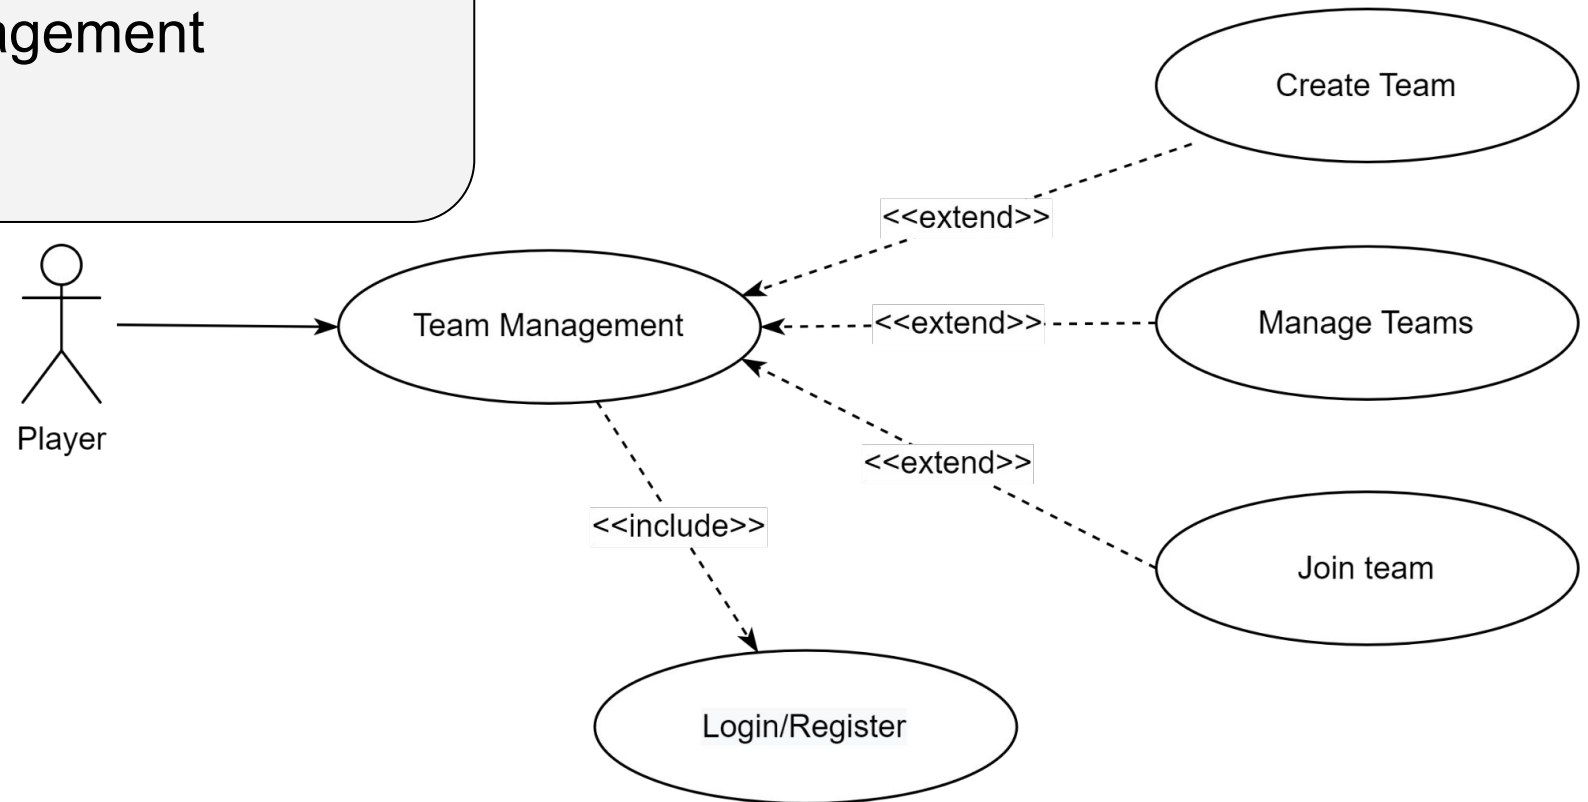 agement
Create Team
<<extend>>
Team Management
<<extend>>
Manage Teams
Player
<<extend>>
<<include>>
Join team
Login/Register